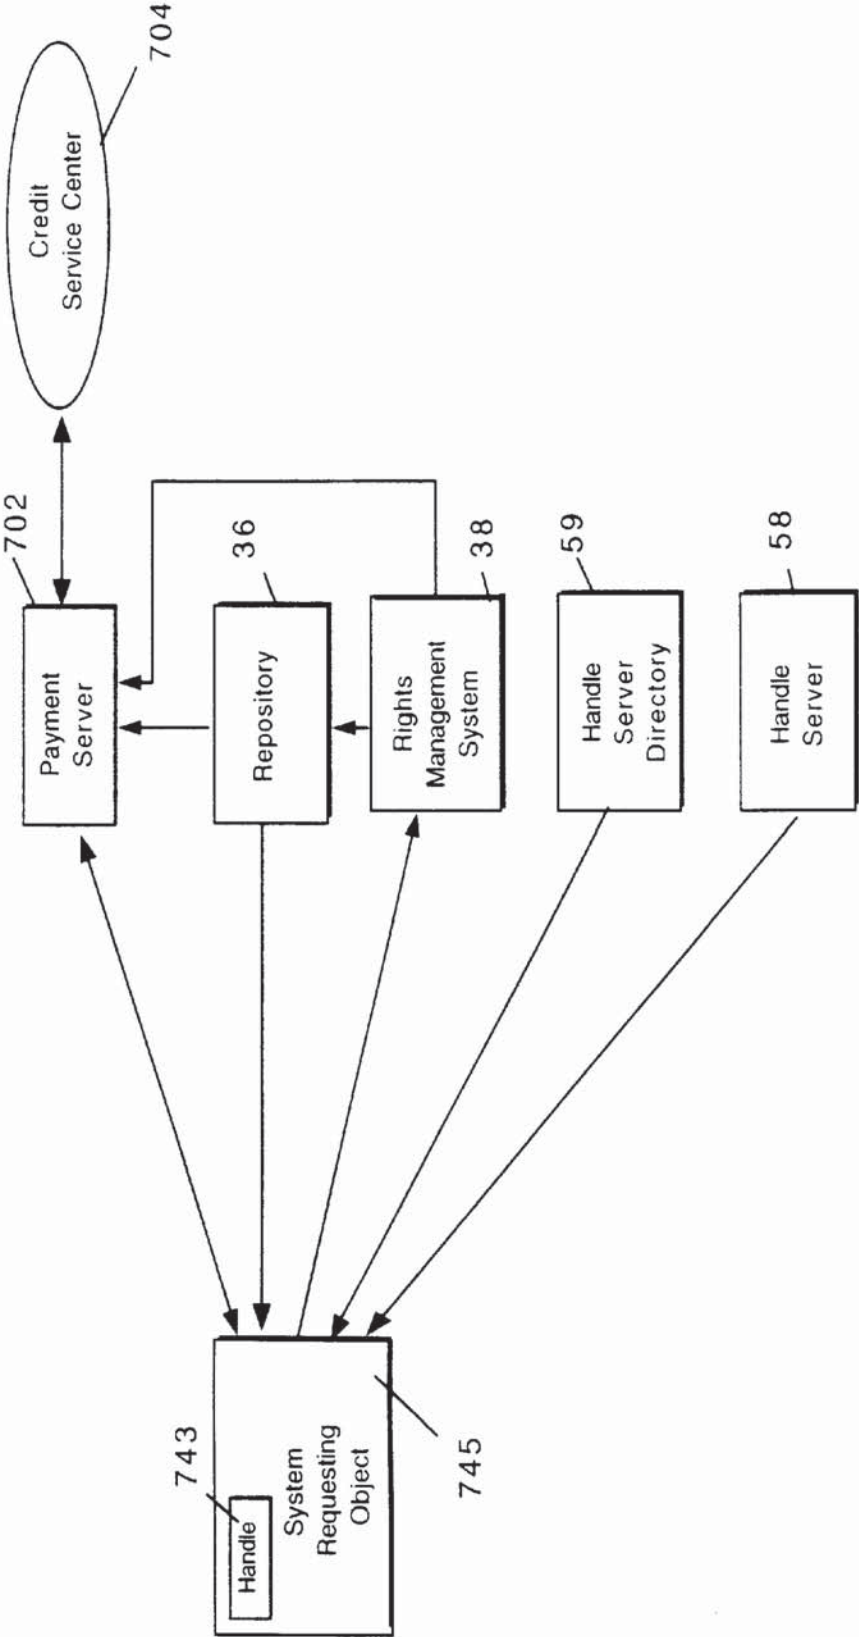 704
Credit
Service Center
702
Payment
Server
36
Repository
38
Rights
Management
System
59
Handle
Server
Directory
58
Handle
Server
743
Handle
System
Requesting
Object
745